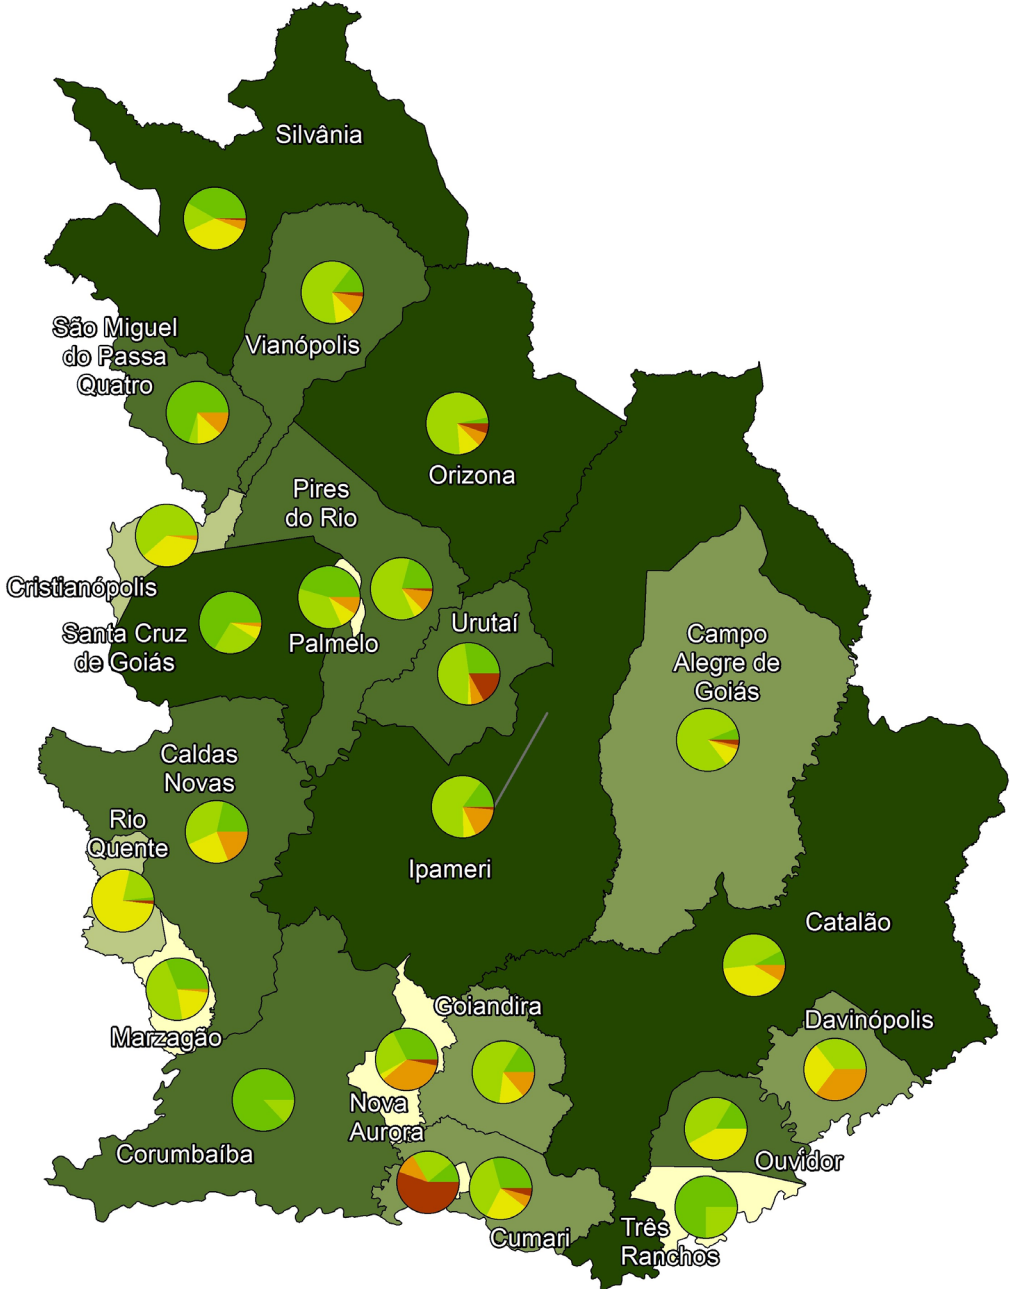 Silvânia
São Miguel
do Passa
Quatro
Vianópolis
Orizona
Pires
do Rio
Cristianópolis
Santa Cruz
de Goiás
Palmelo
Urutaí
Campo
Alegre de
Goiás
Caldas
Novas
Rio
Quente
Ipameri
Catalão
Marzagão
Goiandira
Davinópolis
Nova
Aurora
Corumbaíba
Ouvidor
Cumari
Três
Ranchos